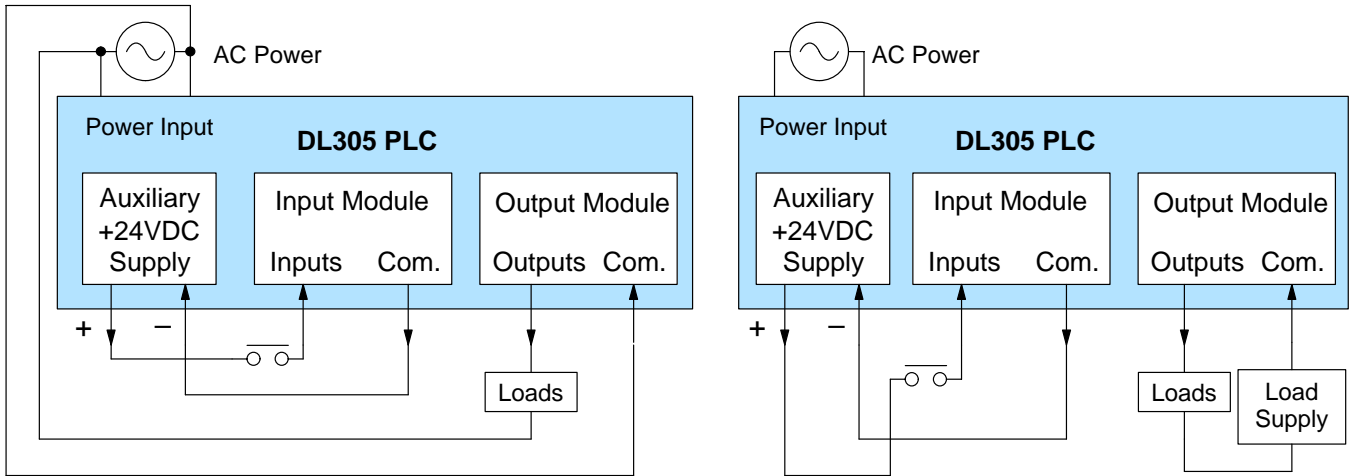 AC Power
Power Input
DL305 PLC
Auxiliary
+24VDC
Supply
Input Module
Inputs Com.
Output Module
Outputs Com.
+ –
Loads
AC Power
Power Input
DL305 PLC
Auxiliary
+24VDC
Supply
Input Module
Inputs Com.
Output Module
Outputs Com.
+ –
Loads
Load
Supply